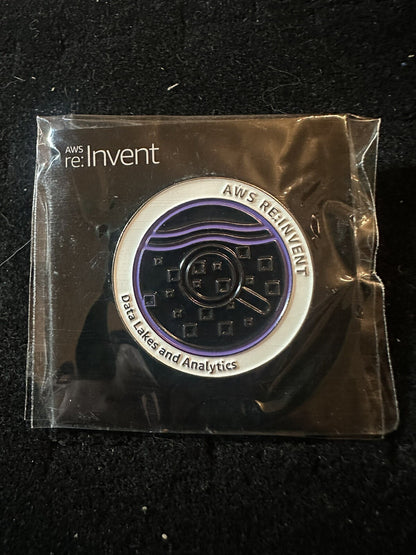 AWS
re:Invent
AWS RE:INVENT
Data Lakes and Analytics